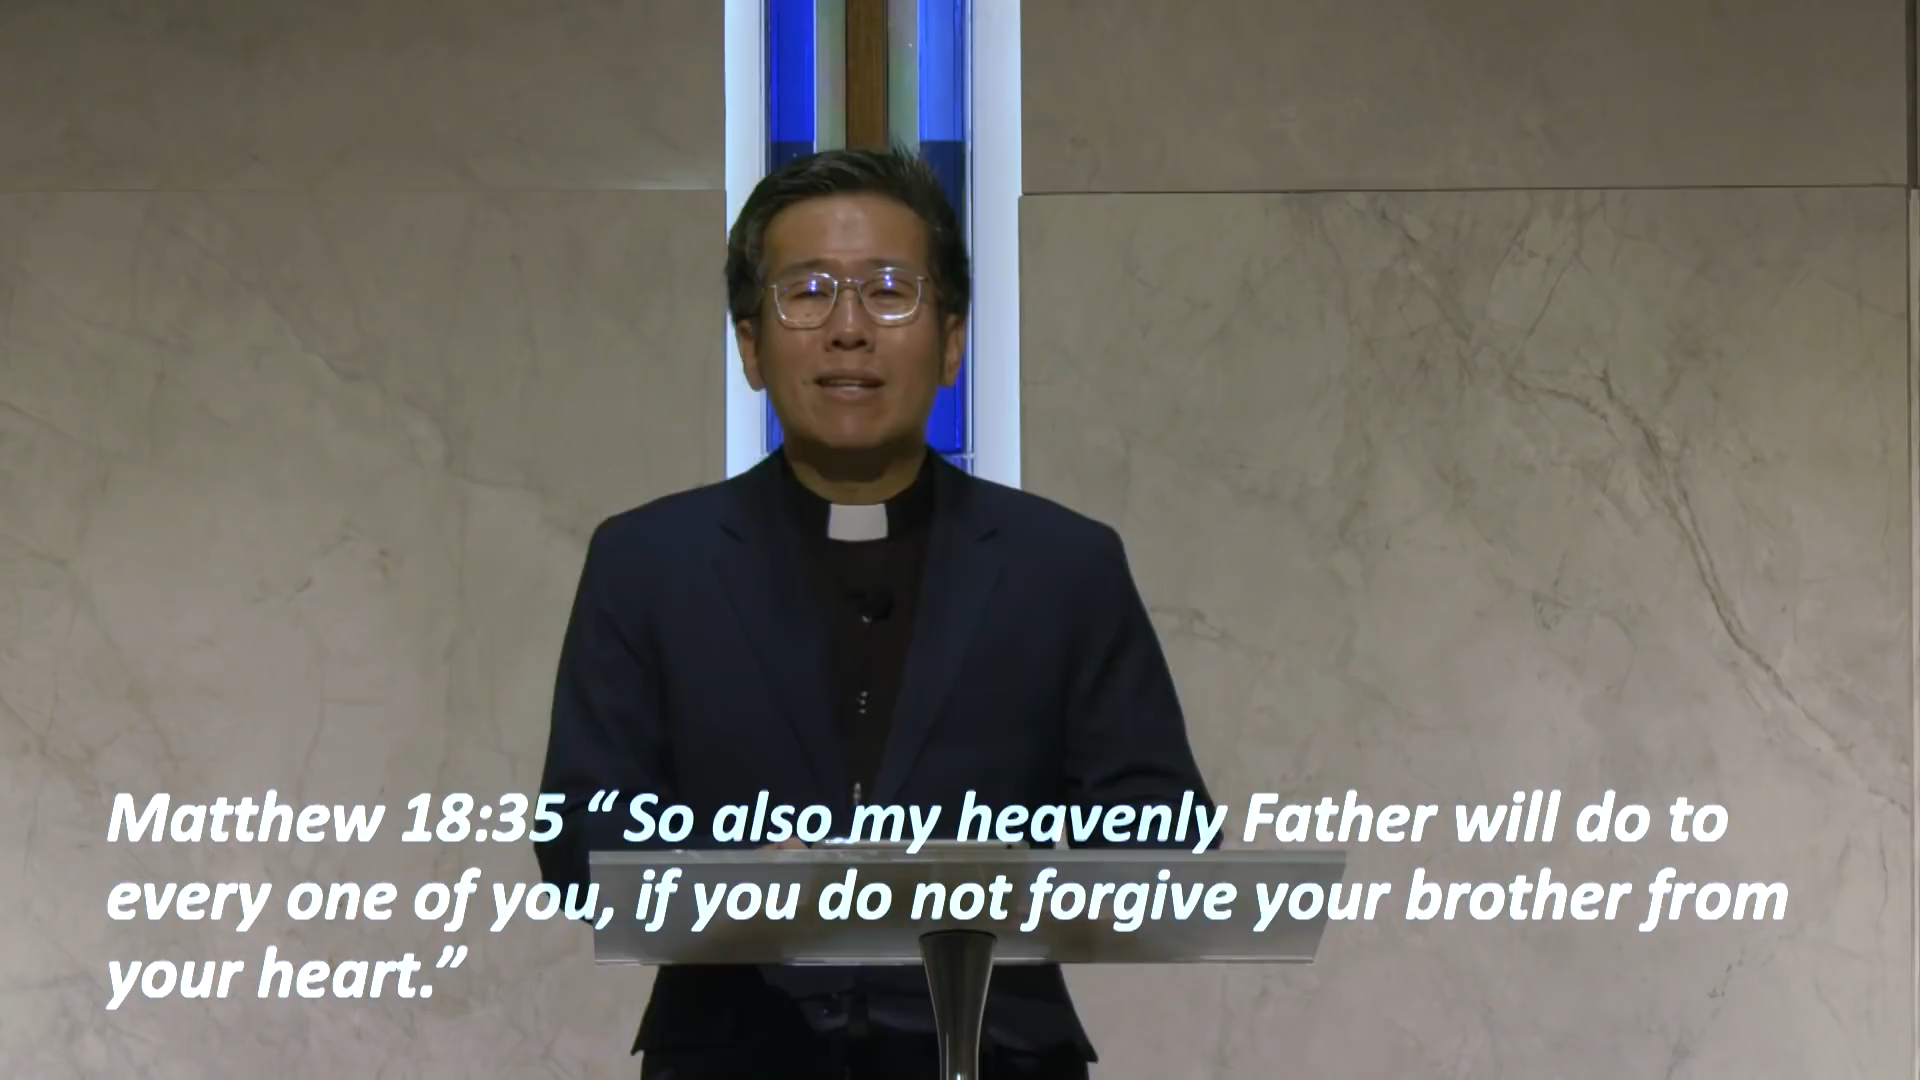 Matthew 18:35 “ So also my heavenly Father will do to
every one of you, if you do not forgive your brother from
your heart.”